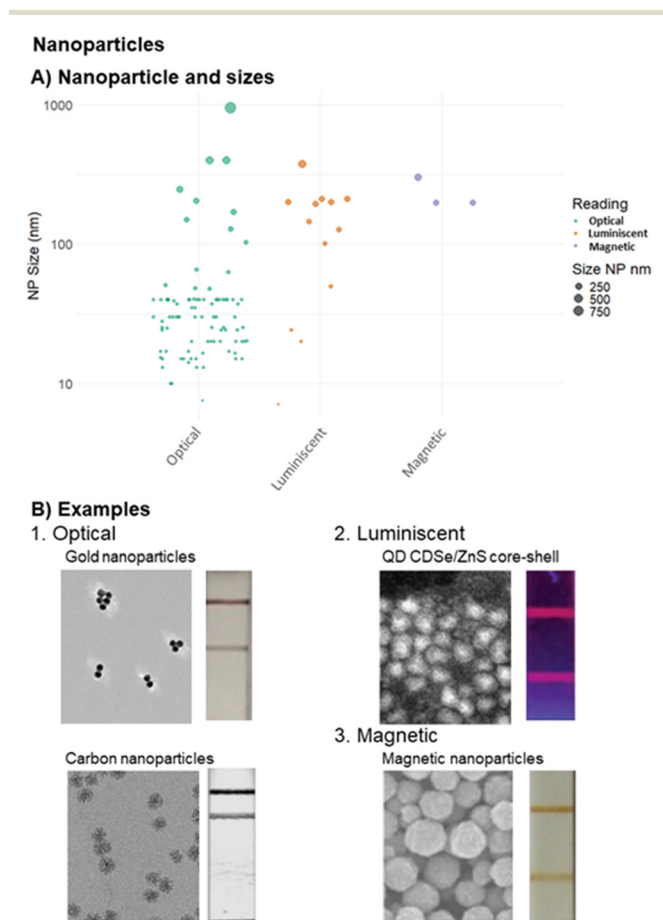 Nanoparticles
A) Nanoparticle and sizes
1000
100
10
NP Size (nm)
Optical
Luminiscent
Magnetic
Reading
Optical
Luminiscent
Magnetic
Size NP nm
250
500
750
B) Examples
1. Optical
Gold nanoparticles
2. Luminiscent
QD CDSe/ZnS core-shell
Carbon nanoparticles
3. Magnetic
Magnetic nanoparticles